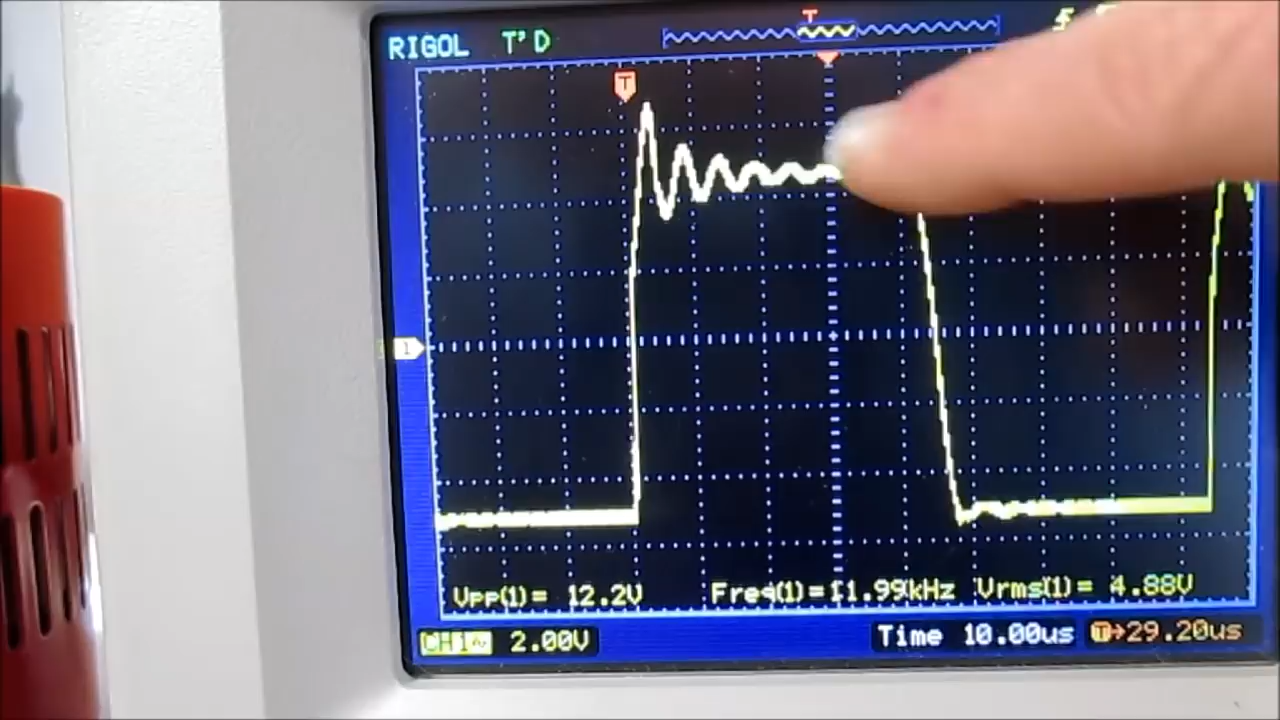 RIGOL T'D
T
T
1
Vpp(1)= 12.2V Freq(1)=11.99kHz Vrms(1)= 4.88V
CH1 2.00V Time 10.00us T→29.20us